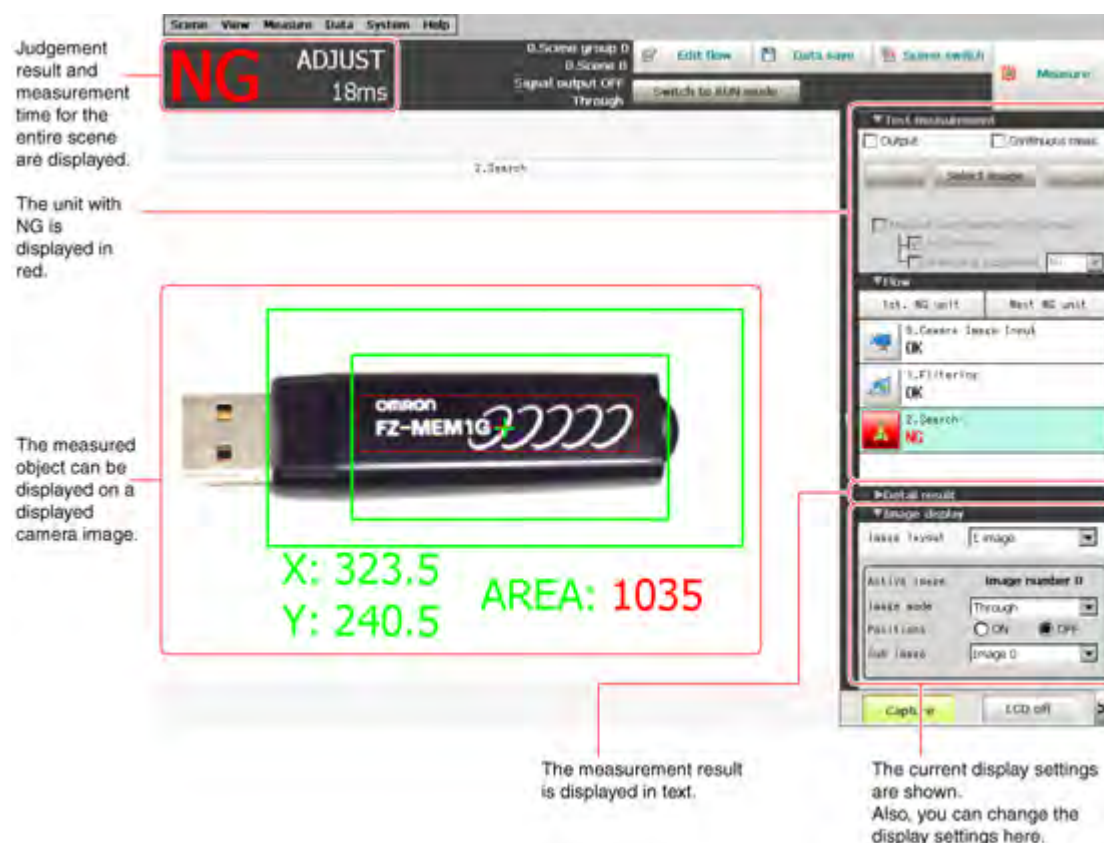 Scene View Measure Data System Help
Judgement
result and
measurement
time for the
entire scene
are displayed.
NG
ADJUST
18ms
0.Scene group 0
0.Scene 0
Signal output OFF
Through
Edit flow
Data save
Scene switch
Switch to RUN mode
Measure
▼Test measurement
Output
Continuous meas.
Select image
2.Search
The unit with
NG is
displayed in
red.
▼Flow
1st. NG unit
Next NG unit
0.Camera Image Input
OK
1.Filtering
OK
2.Search
NG
OMRON
FZ-MEM1G
The measured
object can be
displayed on a
displayed
camera image.
X: 323.5
Y: 240.5
AREA: 1035
▶Detail result
▼Image display
Image layout
1 image
Active image
Image number 0
Image mode
Through
Positions
ON
OFF
Sub image
Image 0
Capture
LCD off
The measurement result
is displayed in text.
The current display settings
are shown.
Also, you can change the
display settings here.